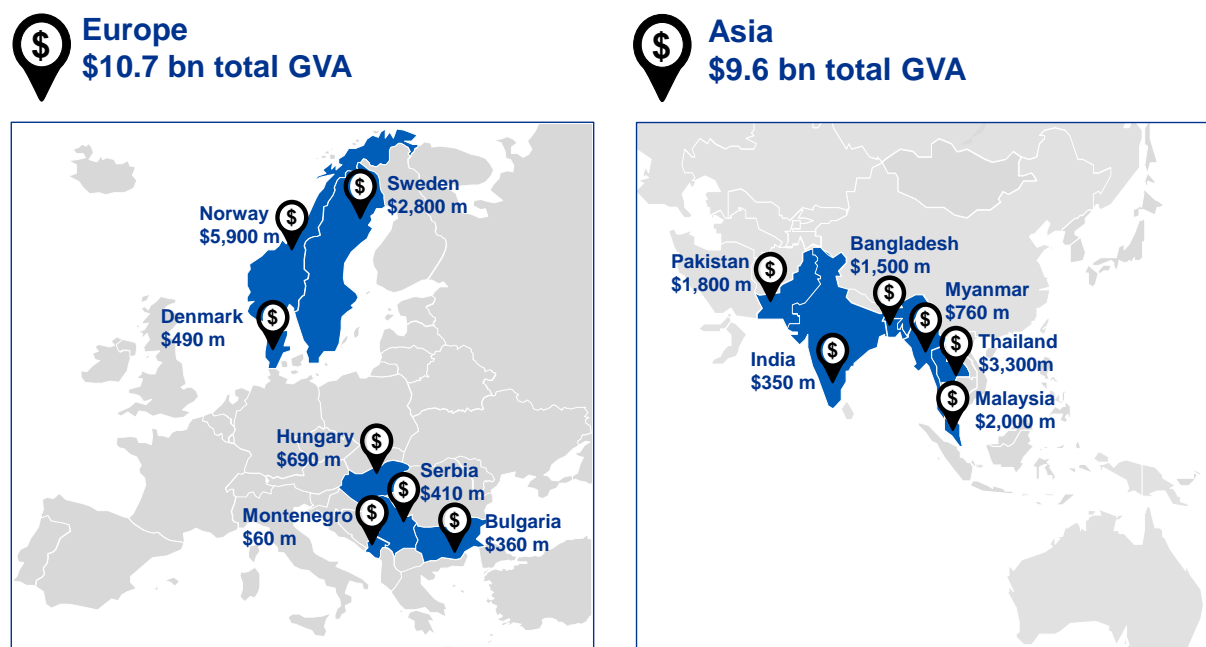 $
Europe
$10.7 bn total GVA
$
Asia
$9.6 bn total GVA
Sweden
$2,800 m
$
Norway
$5,900 m
$
Denmark
$490 m
$
Hungary
$690 m
$
Serbia
$410 m
$
Montenegro
$60 m
$
Bulgaria
$360 m
$
Pakistan
$1,800 m
$
Bangladesh
$1,500 m
$
Myanmar
$760 m
$
Thailand
$3,300m
$
India
$350 m
$
Malaysia
$2,000 m
$